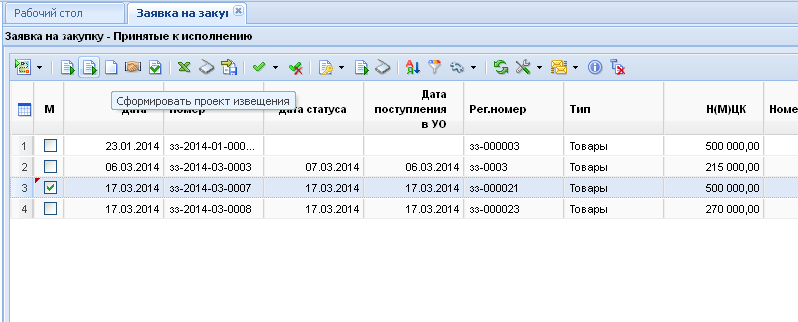 Рабочий стол
Заявка на заку
Заявка на закупку - Принятые к исполнению
Сформировать проект извещения
М
Дата
Номер
Дата статуса
Дата
поступления
в УО
Рег.номер
Тип
Н(М)ЦК
Номе
1 23.01.2014 зз-2014-01-000... зз-000003 Товары 500 000,00
2 06.03.2014 зз-2014-03-0003 07.03.2014 06.03.2014 зз-0003 Товары 215 000,00
3 17.03.2014 зз-2014-03-0007 17.03.2014 17.03.2014 зз-000021 Товары 500 000,00
4 17.03.2014 зз-2014-03-0008 17.03.2014 17.03.2014 зз-000023 Товары 270 000,00